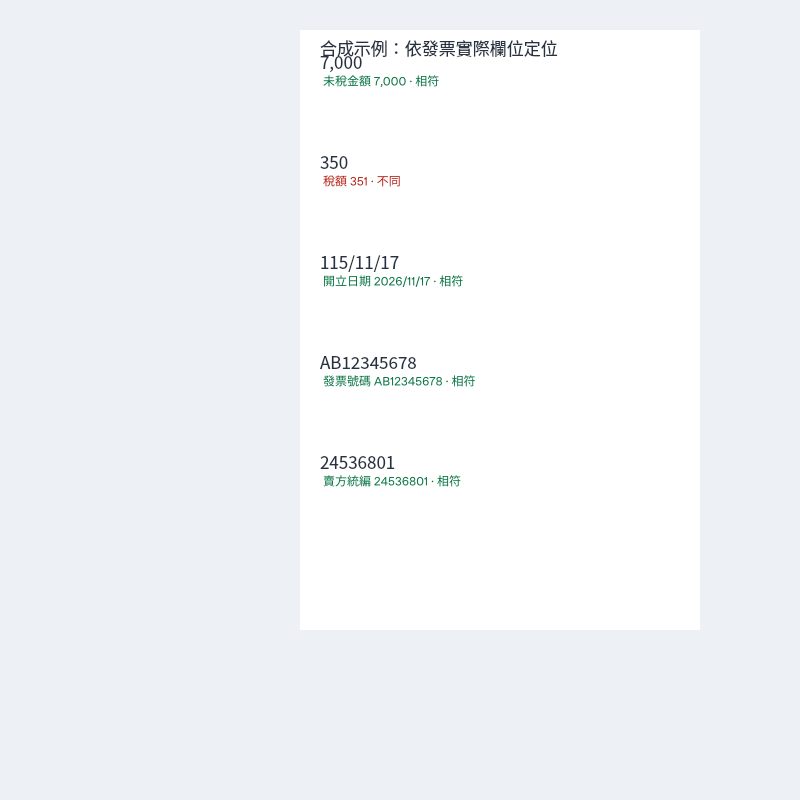 合成示例：依發票實際欄位定位
7,000
未稅金額 7,000 · 相符
350
稅額 351 · 不同
115/11/17
開立日期 2026/11/17 · 相符
AB12345678
發票號碼 AB12345678 · 相符
24536801
賣方統編 24536801 · 相符